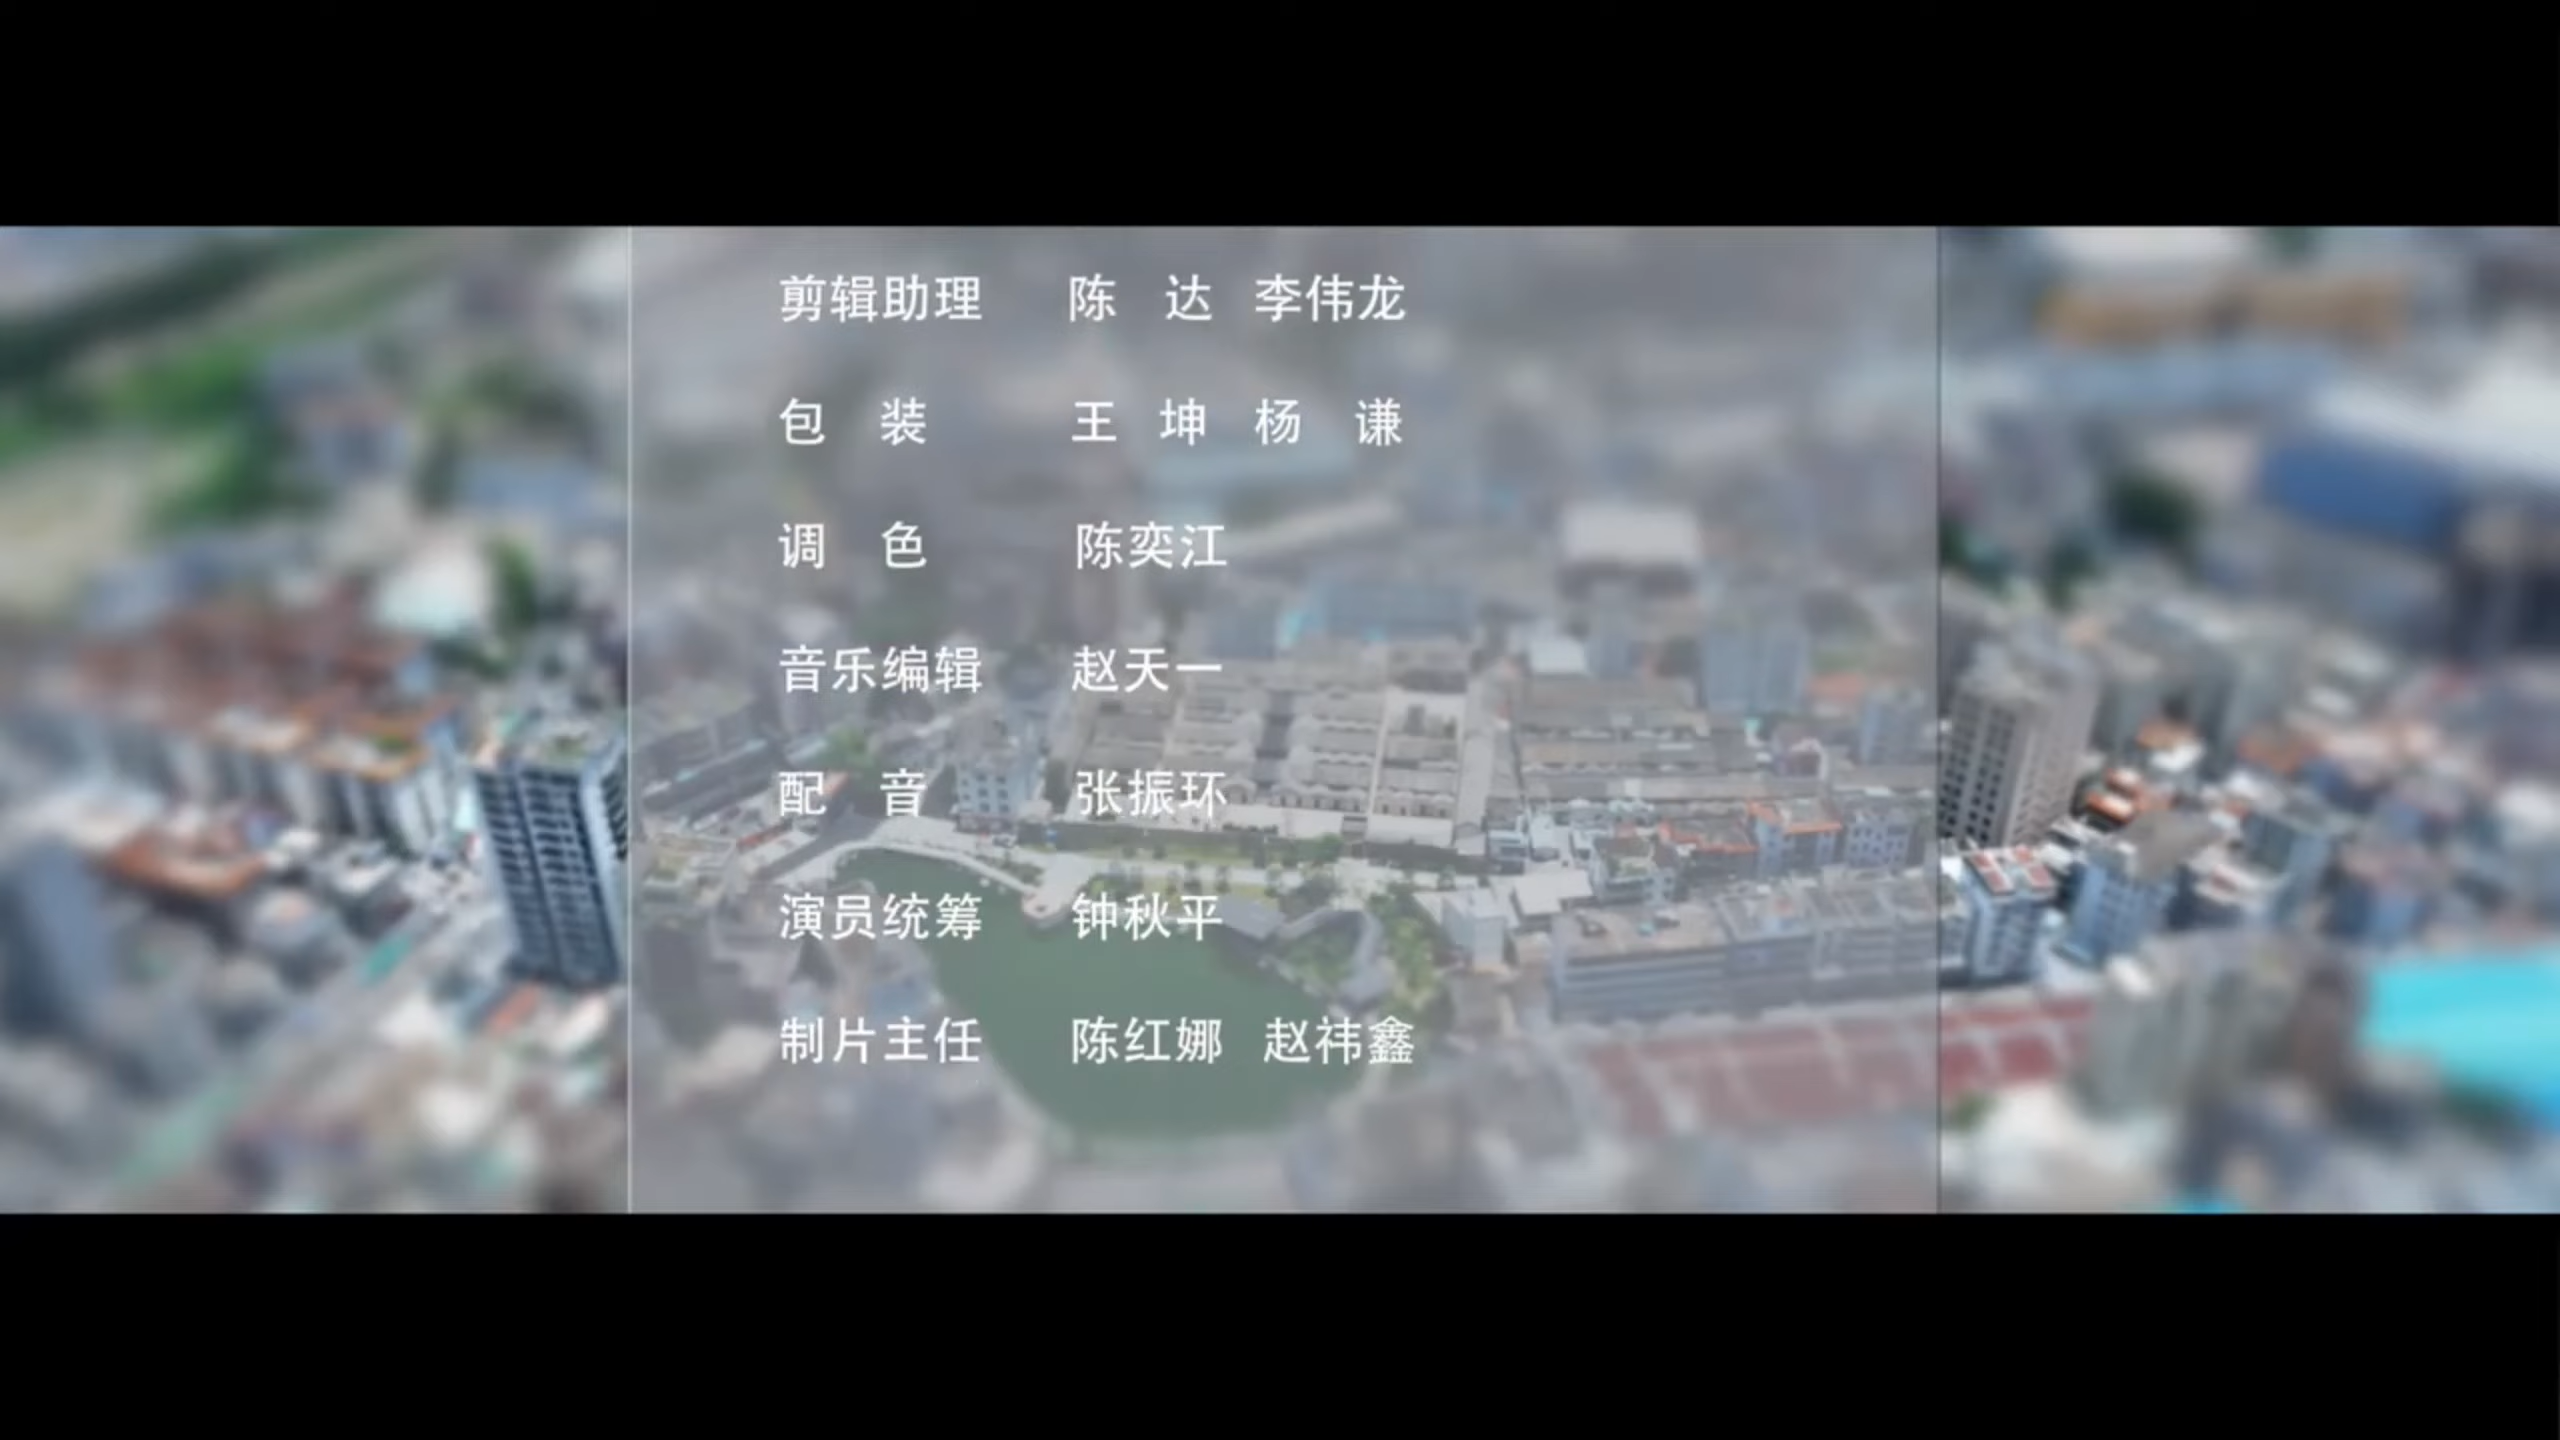 剪辑助理 陈 达 李伟龙
包 装 王 坤 杨 谦
调 色 陈奕江
音乐编辑 赵天一
配 音 张振环
演员统筹 钟秋平
制片主任 陈红娜 赵祎鑫